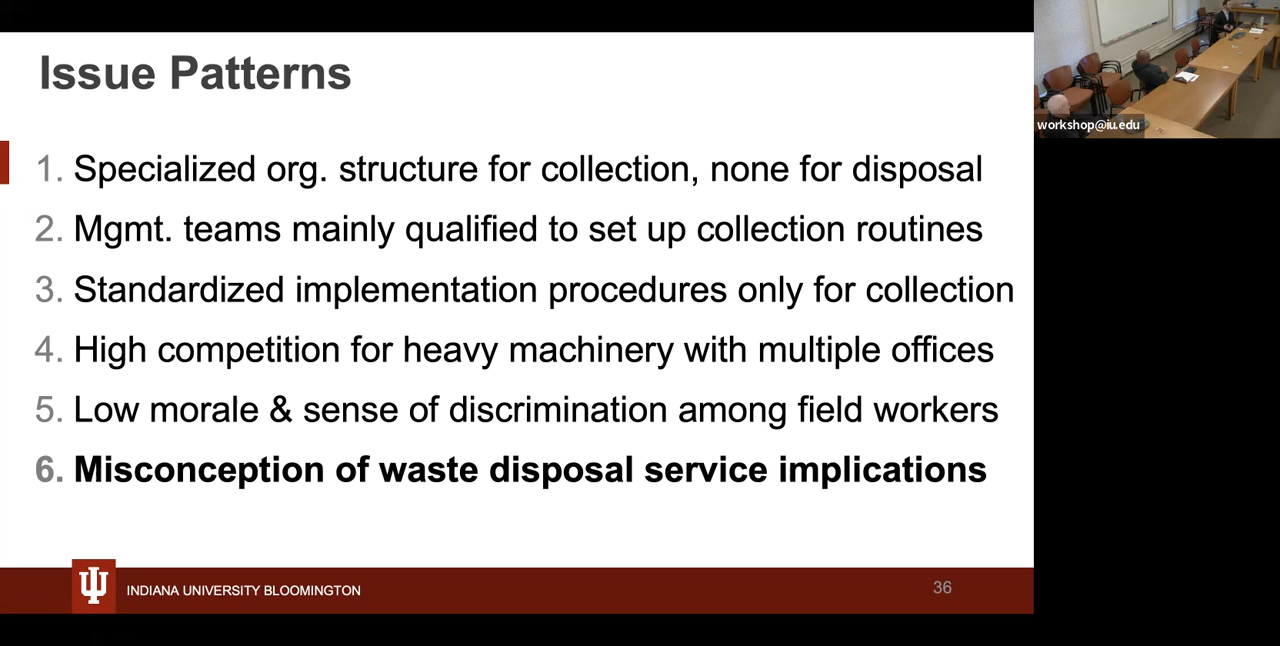 Issue Patterns
1. Specialized org. structure for collection, none for disposal
2. Mgmt. teams mainly qualified to set up collection routines
3. Standardized implementation procedures only for collection
4. High competition for heavy machinery with multiple offices
5. Low morale & sense of discrimination among field workers
6. Misconception of waste disposal service implications
INDIANA UNIVERSITY BLOOMINGTON
36
workshop@iu.edu